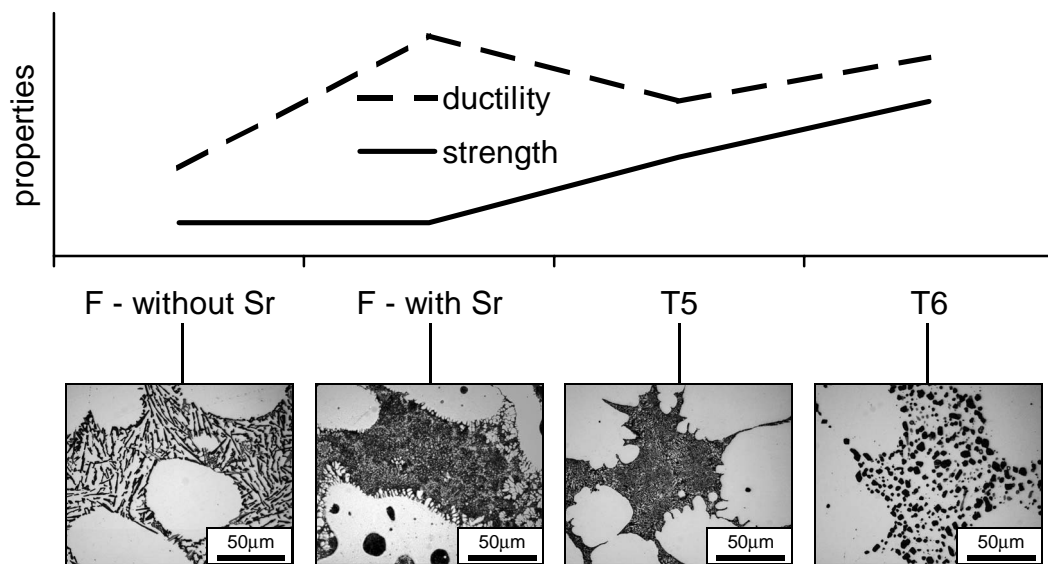 properties
ductility
strength
F - without Sr
F - with Sr
T5
T6
50µm
50µm
50µm
50µm